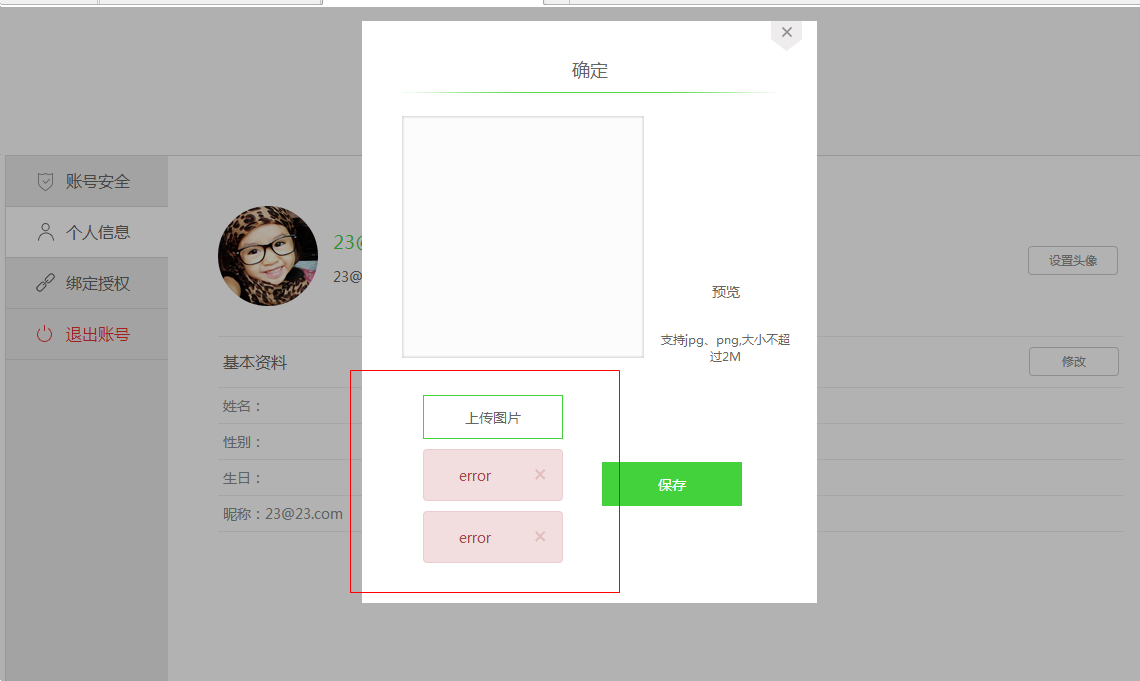 确定
账号安全
个人信息
绑定授权
退出账号
23@
23@
设置头像
预览
支持jpg、png,大小不超
过2M
基本资料
修改
姓名：
性别：
生日：
昵称：23@23.com
上传图片
error ×
error ×
保存